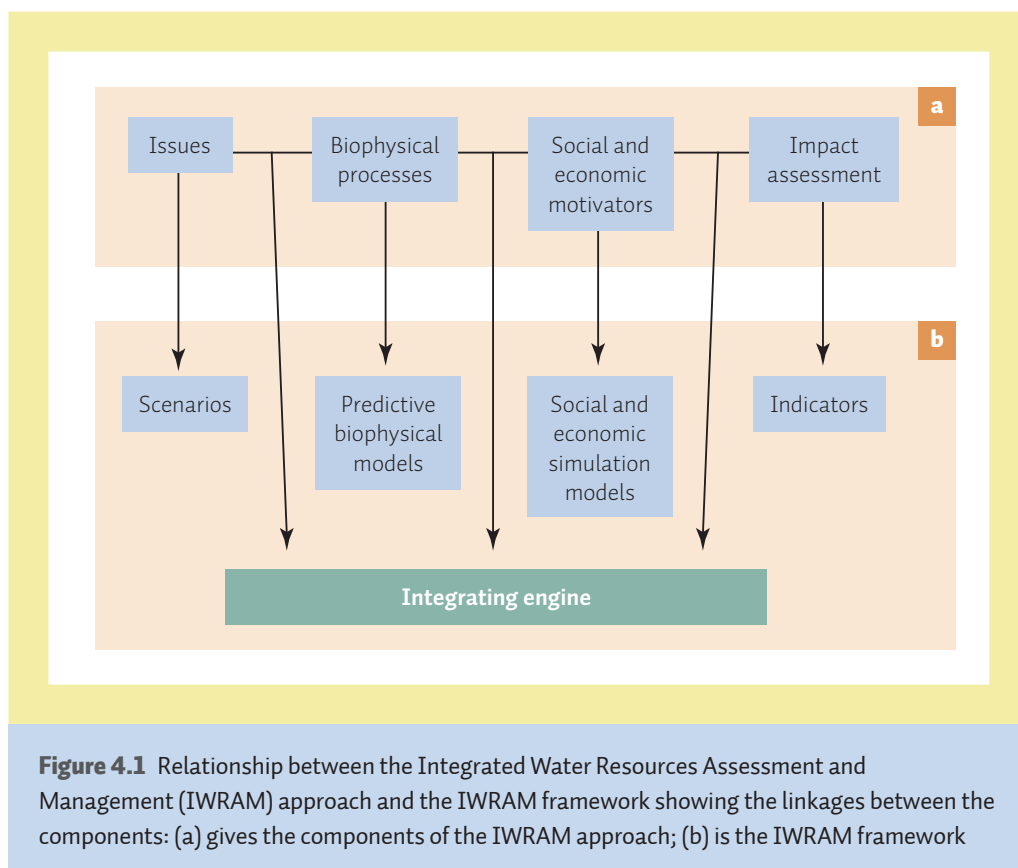 a
Issues
Biophysical
processes
Social and
economic
motivators
Impact
assessment
b
Scenarios
Predictive
biophysical
models
Social and
economic
simulation
models
Indicators
Integrating engine
Figure 4.1 Relationship between the Integrated Water Resources Assessment and
Management (IWRAM) approach and the IWRAM framework showing the linkages between the
components: (a) gives the components of the IWRAM approach; (b) is the IWRAM framework